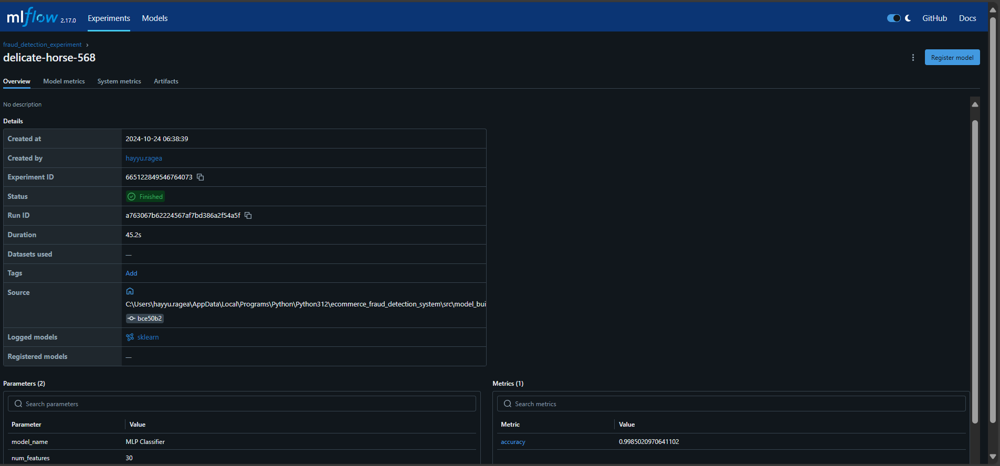 mlflow 2.17.0 Experiments Models GitHub Docs
fraud_detection_experiment
delicate-horse-568
Register model
Overview Model metrics System metrics Artifacts
No description
Details
Created at 2024-10-24 06:38:39
Created by hayyu.ragea
Experiment ID 665122849546764073
Status Finished
Run ID a763067b62224567af7bd386a2f54a5f
Duration 45.2s
Datasets used —
Tags Add
Source
C:\Users\hayyu.ragea\AppData\Local\Programs\Python\Python312\ecommerce_fraud_detection_system\src\model_bui
bce50b2
Logged models sklearn
Registered models —
Parameters (2)
Search parameters
Parameter Value
model_name MLP Classifier
num_features 30
Metrics (1)
Search metrics
Metric Value
accuracy 0.9985020970641102